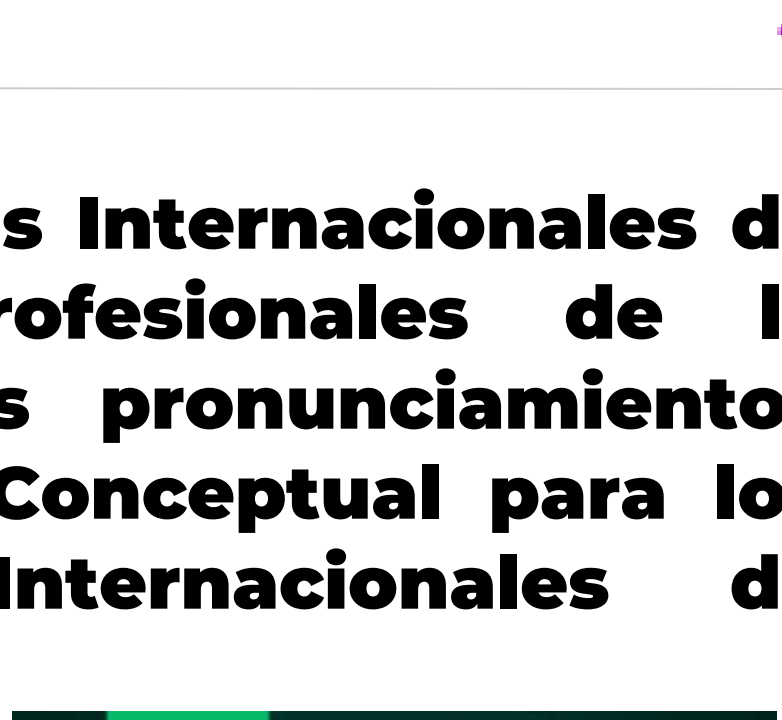 s Internacionales d
rofesionales de l
s pronunciamiento
Conceptual para lo
Internacionales d